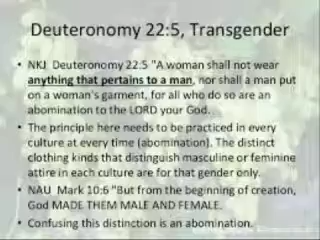 Deuteronomy 22:5, Transgender
• NKJ Deuteronomy 22:5 "A woman shall not wear
anything that pertains to a man, nor shall a man put
on a woman's garment, for all who do so are an
abomination to the LORD your God.
• The principle here needs to be practiced in every
culture at every time (abomination). The distinct
clothing kinds that distinguish masculine or feminine
attire in each culture are for that gender only.
• NAU Mark 10:6 "But from the beginning of creation,
God MADE THEM MALE AND FEMALE.
• Confusing this distinction is an abomination.